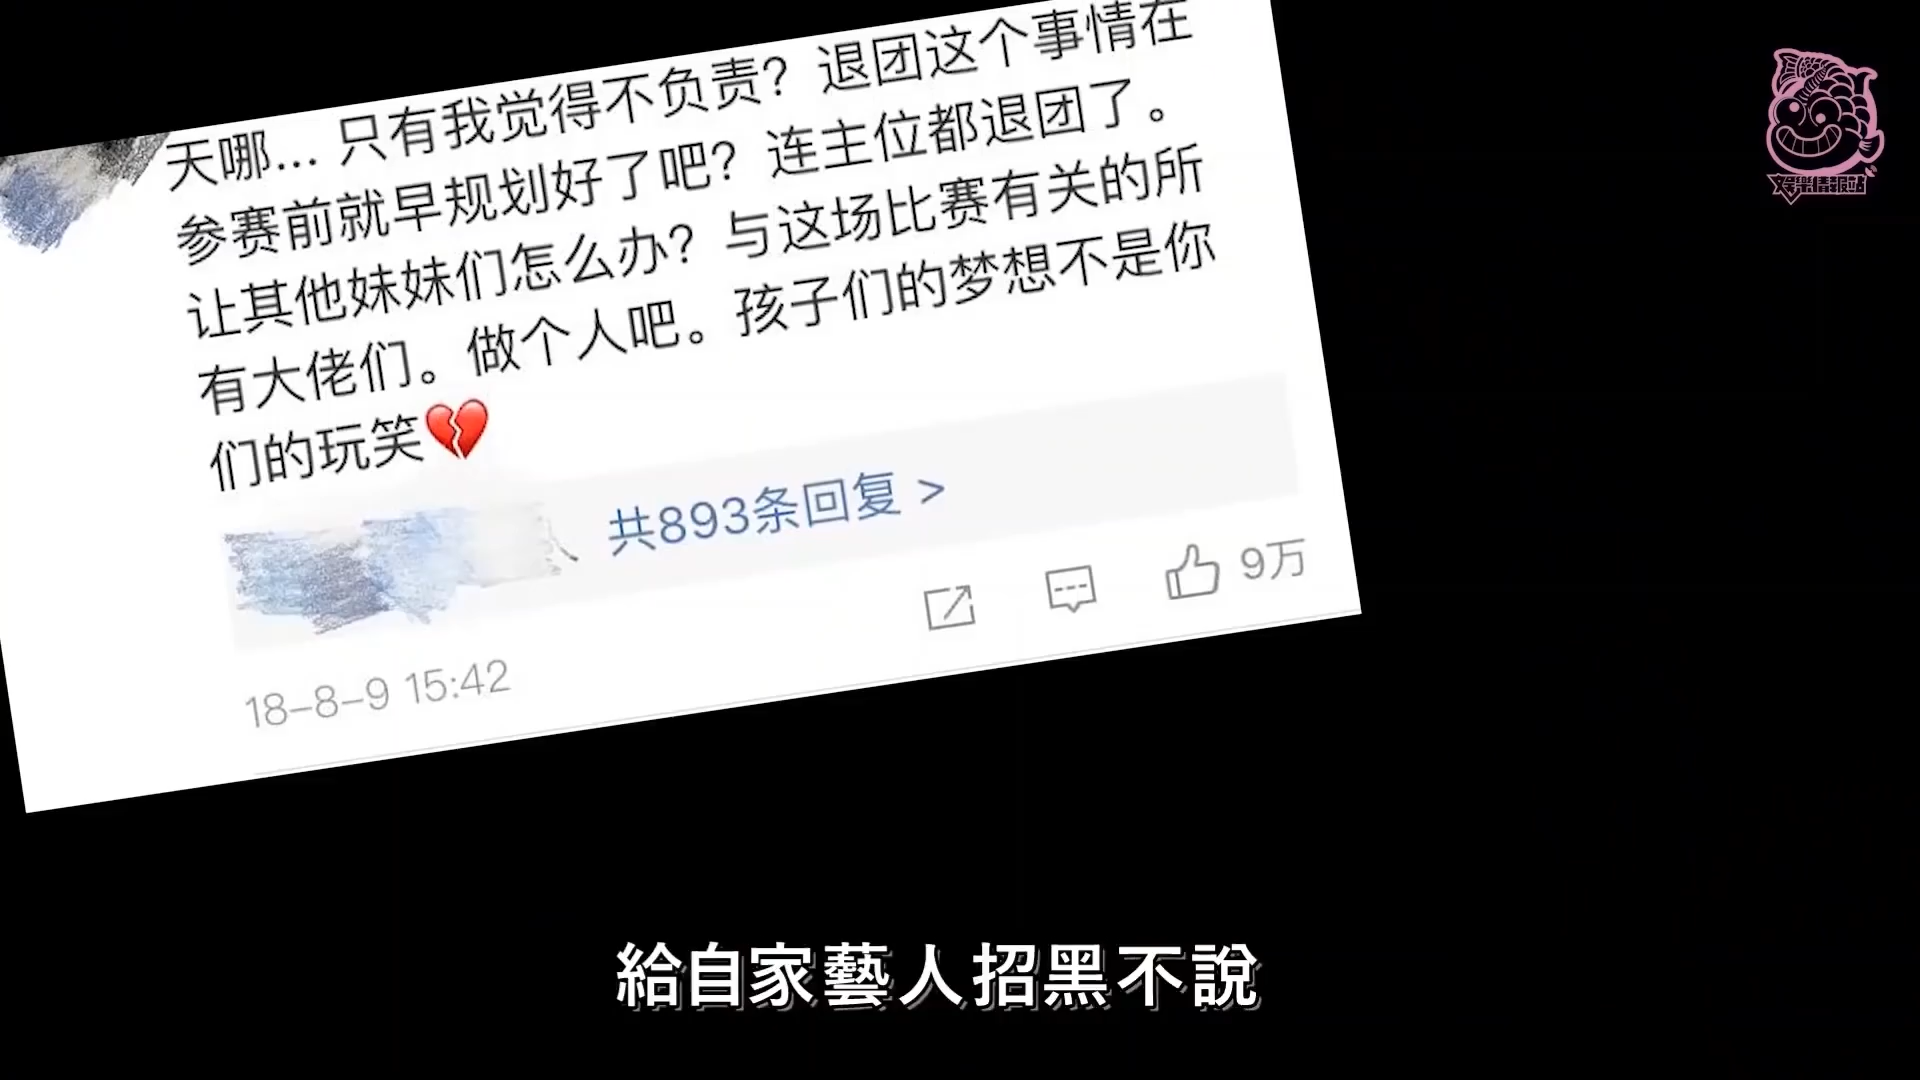 天哪... 只有我觉得不负责？退团这个事情在
参赛前就早规划好了吧？连主位都退团了。
让其他妹妹们怎么办？与这场比赛有关的所
有大佬们。做个人吧。孩子们的梦想不是你
们的玩笑💔
共893条回复 >
9万
18-8-9 15:42
娛樂情報站
給自家藝人招黑不說